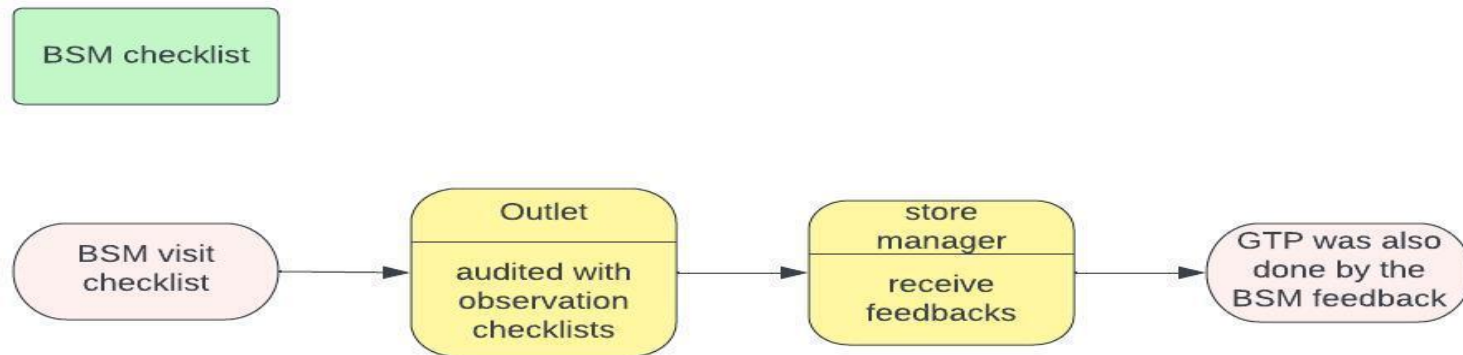 BSM checklist
BSM visit
checklist
Outlet
audited with
observation
checklists
store
manager
receive
feedbacks
GTP was also
done by the
BSM feedback